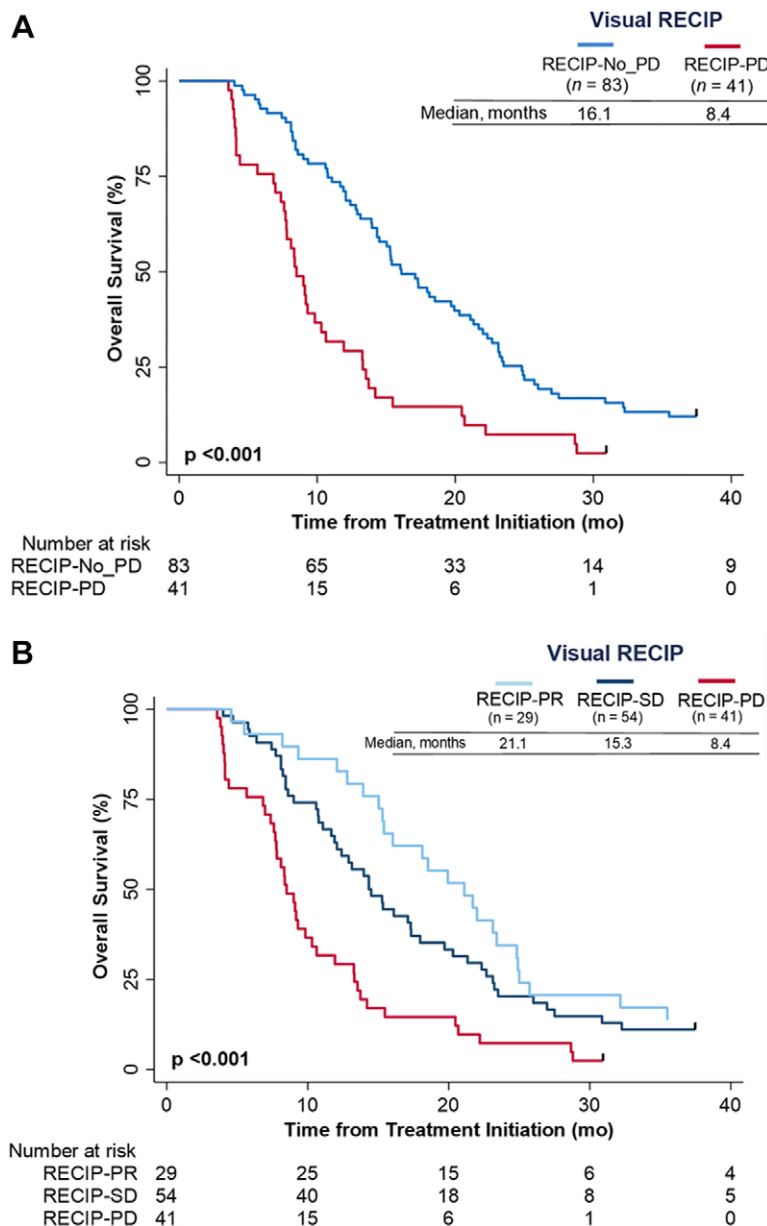 A
Visual RECIP
RECIP-No_PD RECIP-PD
(n = 83) (n = 41)
Median, months 16.1 8.4
Overall Survival (%)
100
75
50
25
0
p <0.001
0 10 20 30 40
Time from Treatment Initiation (mo)
Number at risk
RECIP-No_PD 83 65 33 14 9
RECIP-PD 41 15 6 1 0
B
Visual RECIP
RECIP-PR RECIP-SD RECIP-PD
(n = 29) (n = 54) (n = 41)
Median, months 21.1 15.3 8.4
Overall Survival (%)
100
75
50
25
0
p <0.001
0 10 20 30 40
Time from Treatment Initiation (mo)
Number at risk
RECIP-PR 29 25 15 6 4
RECIP-SD 54 40 18 8 5
RECIP-PD 41 15 6 1 0